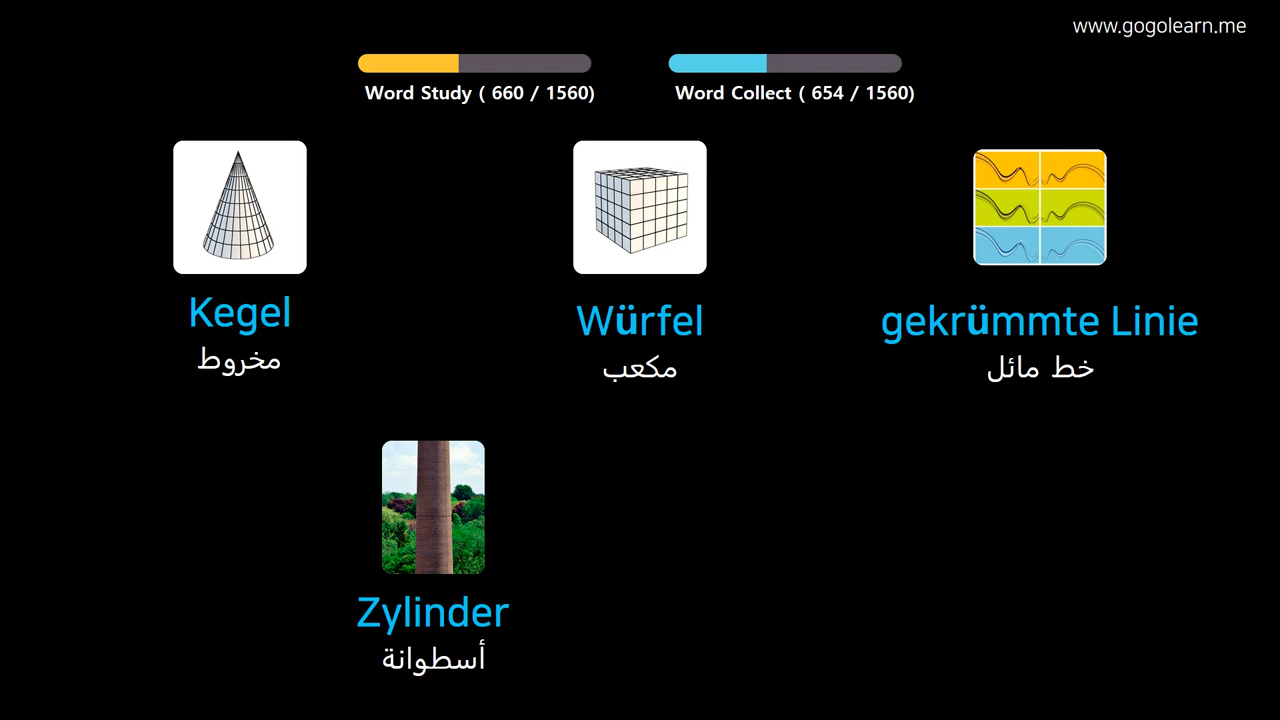 www.gogolearn.me
Word Study ( 660 / 1560)
Word Collect ( 654 / 1560)
Kegel
مخروط
Würfel
مكعب
gekrümmte Linie
خط مائل
Zylinder
أسطوانة